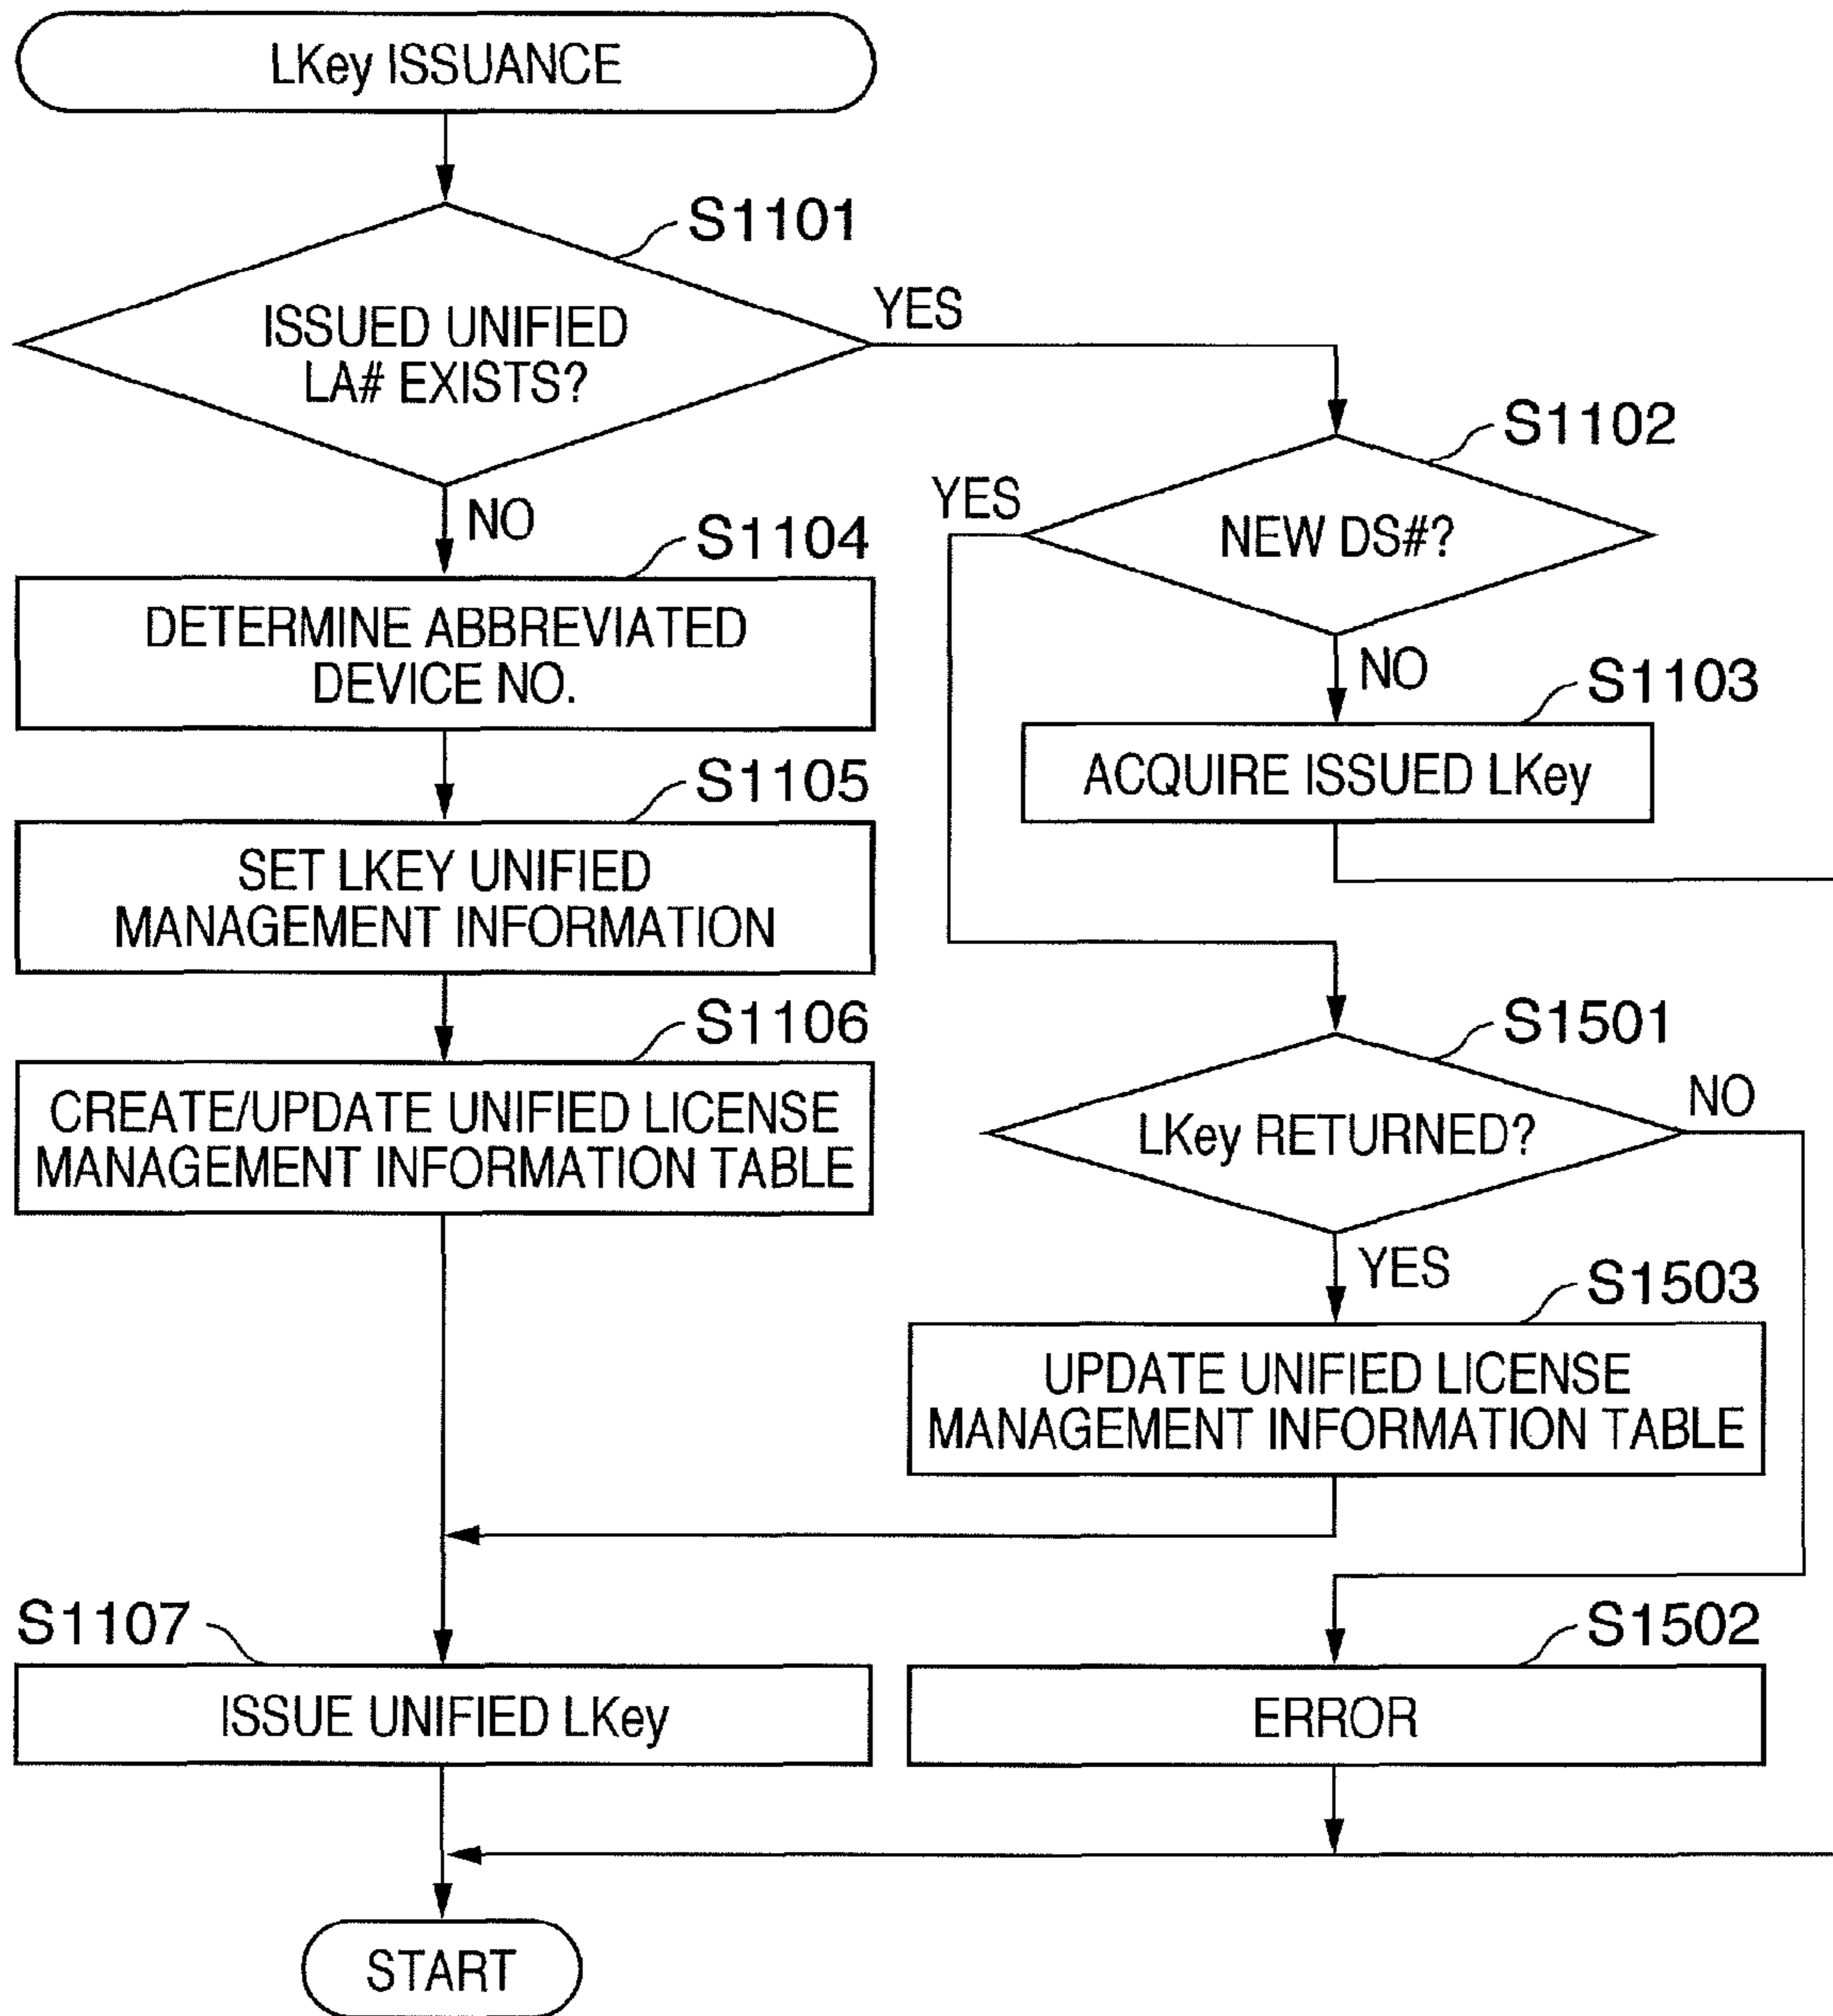 LKey ISSUANCE
S1101
ISSUED UNIFIED
LA# EXISTS?
YES
NO
S1102
NEW DS#?
YES
NO
S1103
ACQUIRE ISSUED LKey
S1104
DETERMINE ABBREVIATED
DEVICE NO.
S1105
SET LKEY UNIFIED
MANAGEMENT INFORMATION
S1106
CREATE/UPDATE UNIFIED LICENSE
MANAGEMENT INFORMATION TABLE
S1501
LKey RETURNED?
NO
YES
S1503
UPDATE UNIFIED LICENSE
MANAGEMENT INFORMATION TABLE
S1107
ISSUE UNIFIED LKey
S1502
ERROR
START